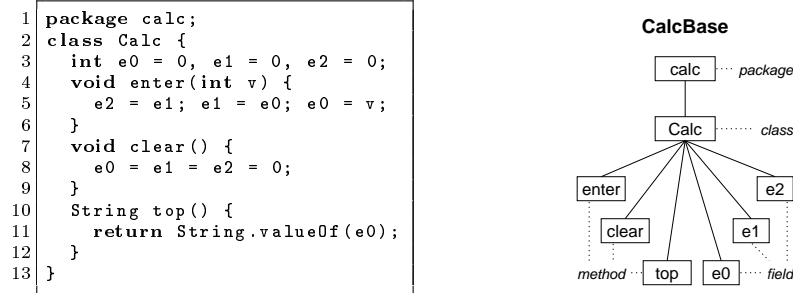 1 package calc;
2 class Calc {
3 int e0 = 0, e1 = 0, e2 = 0;
4 void enter(int v) {
5 e2 = e1; e1 = e0; e0 = v;
6 }
7 void clear() {
8 e0 = e1 = e2 = 0;
9 }
10 String top() {
11 return String.valueOf(e0);
12 }
13 }
CalcBase
calc package
Calc class
enter e2
clear e1
method top e0 field